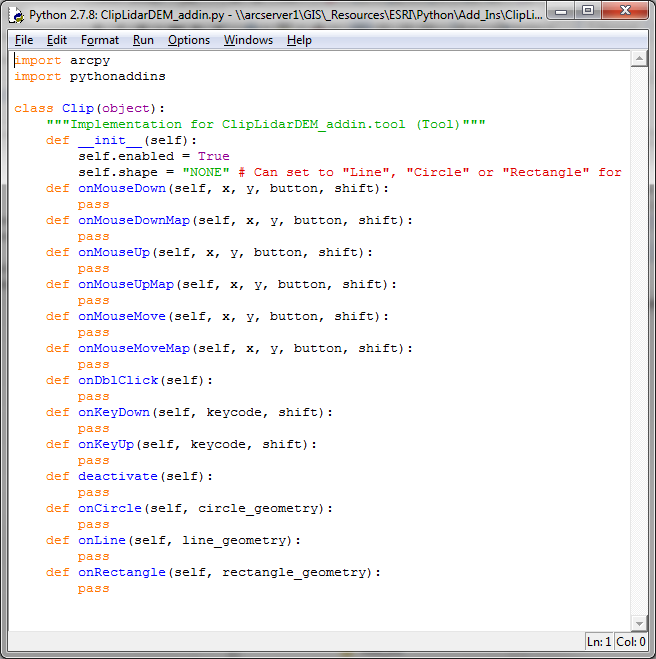 Python 2.7.8: ClipLidarDEM_addin.py - \\arcserver1\GIS\_Resources\ESRI\Python\Add_Ins\ClipLi...
File Edit Format Run Options Windows Help
import arcpy
import pythonaddins

class Clip(object):
    """Implementation for ClipLidarDEM_addin.tool (Tool)"""
    def __init__(self):
        self.enabled = True
        self.shape = "NONE" # Can set to "Line", "Circle" or "Rectangle" for
    def onMouseDown(self, x, y, button, shift):
        pass
    def onMouseDownMap(self, x, y, button, shift):
        pass
    def onMouseUp(self, x, y, button, shift):
        pass
    def onMouseUpMap(self, x, y, button, shift):
        pass
    def onMouseMove(self, x, y, button, shift):
        pass
    def onMouseMoveMap(self, x, y, button, shift):
        pass
    def onDblClick(self):
        pass
    def onKeyDown(self, keycode, shift):
        pass
    def onKeyUp(self, keycode, shift):
        pass
    def deactivate(self):
        pass
    def onCircle(self, circle_geometry):
        pass
    def onLine(self, line_geometry):
        pass
    def onRectangle(self, rectangle_geometry):
        pass
Ln: 1 Col: 0